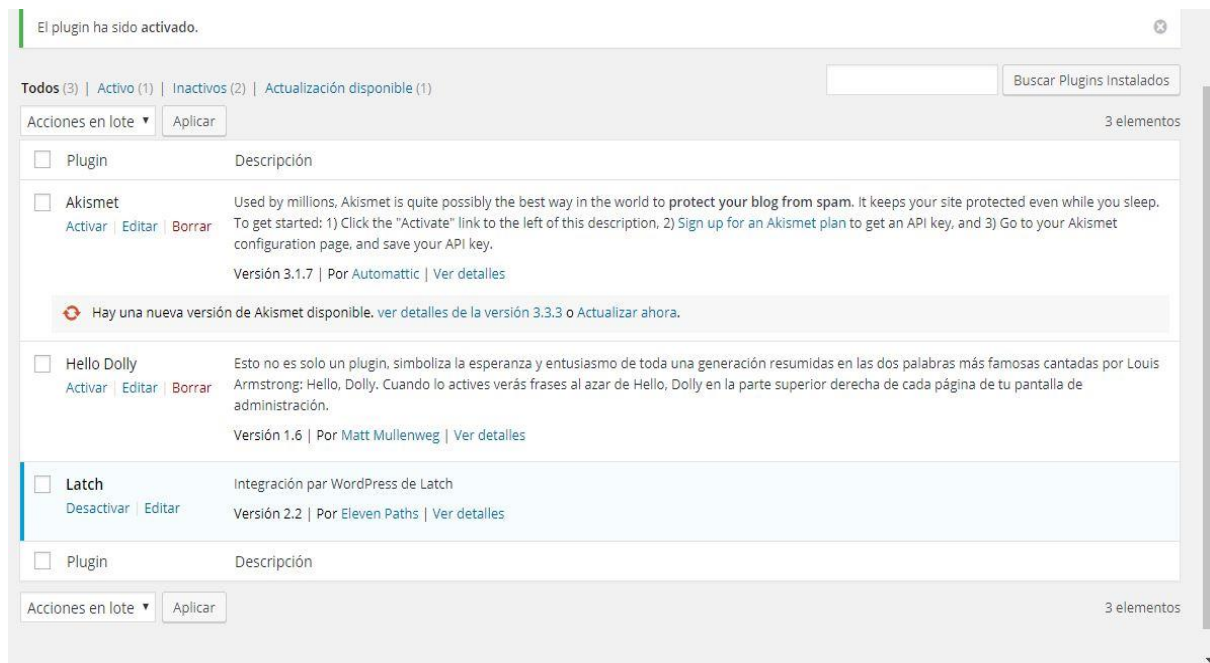 El plugin ha sido activado.
Todos (3) | Activo (1) | Inactivos (2) | Actualización disponible (1)
Buscar Plugins Instalados
Acciones en lote Aplicar
3 elementos
Plugin Descripción
Akismet
Activar | Editar | Borrar
Used by millions, Akismet is quite possibly the best way in the world to protect your blog from spam. It keeps your site protected even while you sleep.
To get started: 1) Click the "Activate" link to the left of this description, 2) Sign up for an Akismet plan to get an API key, and 3) Go to your Akismet
configuration page, and save your API key.
Versión 3.1.7 | Por Automattic | Ver detalles
Hay una nueva versión de Akismet disponible. ver detalles de la versión 3.3.3 o Actualizar ahora.
Hello Dolly
Activar | Editar | Borrar
Esto no es solo un plugin, simboliza la esperanza y entusiasmo de toda una generación resumidas en las dos palabras más famosas cantadas por Louis
Armstrong: Hello, Dolly. Cuando lo actives verás frases al azar de Hello, Dolly en la parte superior derecha de cada página de tu pantalla de
administración.
Versión 1.6 | Por Matt Mullenweg | Ver detalles
Latch
Desactivar | Editar
Integración par WordPress de Latch
Versión 2.2 | Por Eleven Paths | Ver detalles
Plugin Descripción
Acciones en lote Aplicar
3 elementos